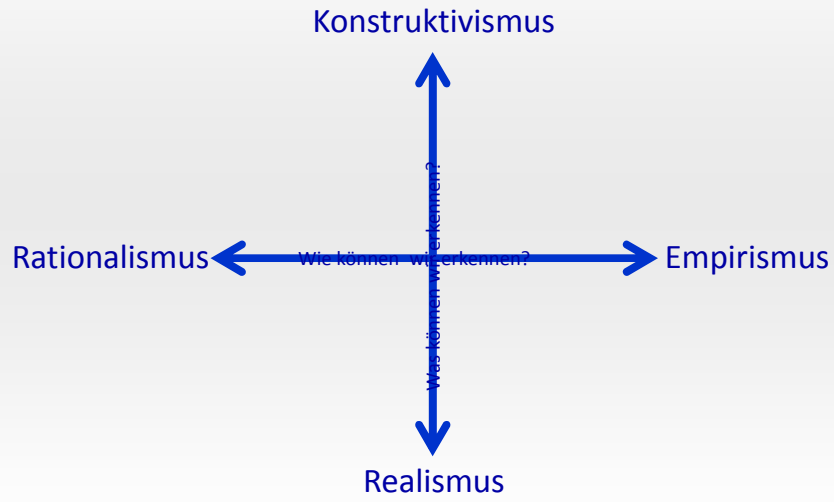 Konstruktivismus
Was können wir erkennen?
Rationalismus
Wie können wir erkennen?
Empirismus
Realismus